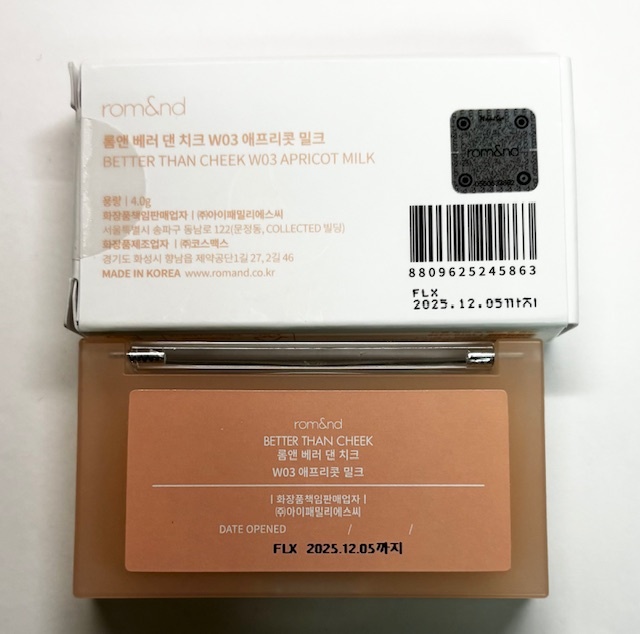 rom&nd
롬앤 베러 댄 치크 W03 애프리콧 밀크
BETTER THAN CHEEK W03 APRICOT MILK
용량 | 4.0g
화장품책임판매업자 | ㈜아이패밀리에스씨
서울특별시 송파구 동남로 122(문정동, COLLECTED 빌딩)
화장품제조업자 | ㈜코스맥스
경기도 화성시 향남읍 제약공단1길 27, 2길 46
MADE IN KOREA www.romand.co.kr
rom&nd
8809625245863
FLX
2025.12.05까지
rom&nd
BETTER THAN CHEEK
롬앤 베러 댄 치크
W03 애프리콧 밀크
| 화장품책임판매업자 |
㈜아이패밀리에스씨
DATE OPENED / /
FLX 2025.12.05까지